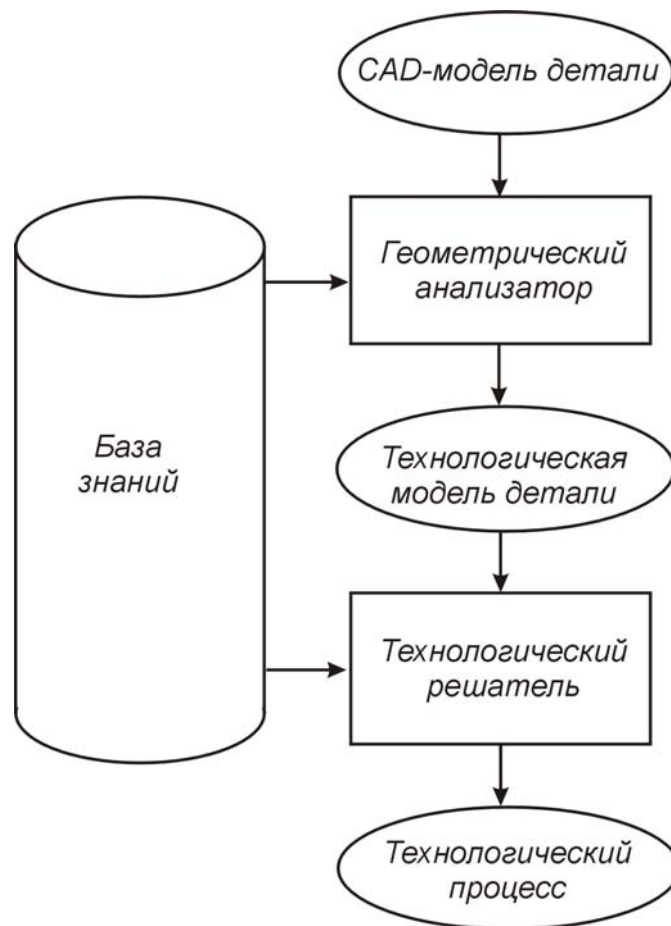 CAD-модель детали
Геометрический
анализатор
База
знаний
Технологическая
модель детали
Технологический
решатель
Технологический
процесс